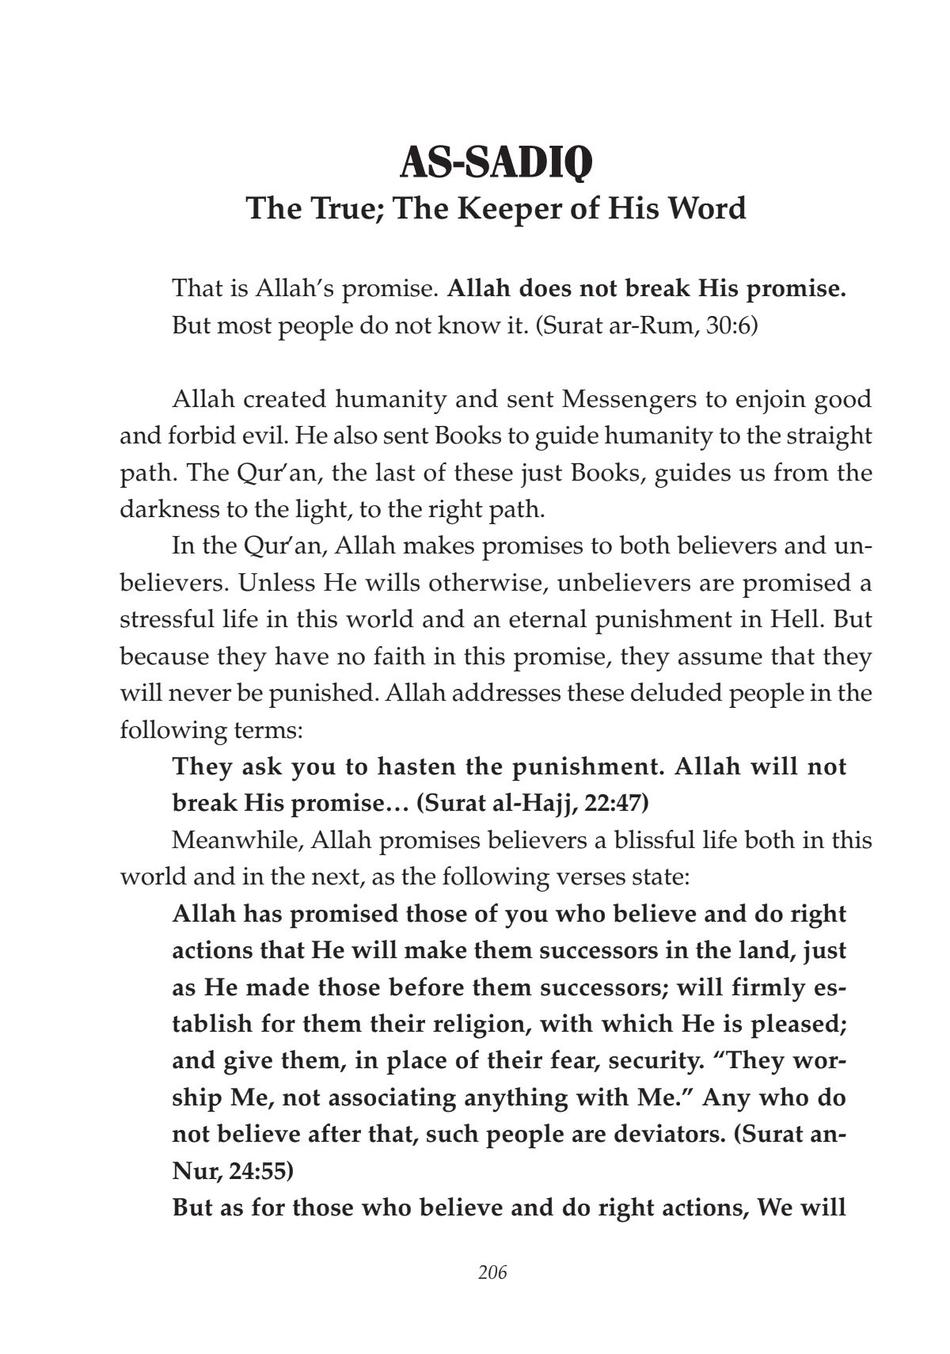 AS-SADIQ
The True; The Keeper of His Word
That is Allah’s promise. Allah does not break His promise.
But most people do not know it. (Surat ar-Rum, 30:6)
Allah created humanity and sent Messengers to enjoin good
and forbid evil. He also sent Books to guide humanity to the straight
path. The Qur’an, the last of these just Books, guides us from the
darkness to the light, to the right path.
In the Qur’an, Allah makes promises to both believers and un-
believers. Unless He wills otherwise, unbelievers are promised a
stressful life in this world and an eternal punishment in Hell. But
because they have no faith in this promise, they assume that they
will never be punished. Allah addresses these deluded people in the
following terms:
They ask you to hasten the punishment. Allah will not
break His promise… (Surat al-Hajj, 22:47)
Meanwhile, Allah promises believers a blissful life both in this
world and in the next, as the following verses state:
Allah has promised those of you who believe and do right
actions that He will make them successors in the land, just
as He made those before them successors; will firmly es-
tablish for them their religion, with which He is pleased;
and give them, in place of their fear, security. “They wor-
ship Me, not associating anything with Me.” Any who do
not believe after that, such people are deviators. (Surat an-
Nur, 24:55)
But as for those who believe and do right actions, We will
206